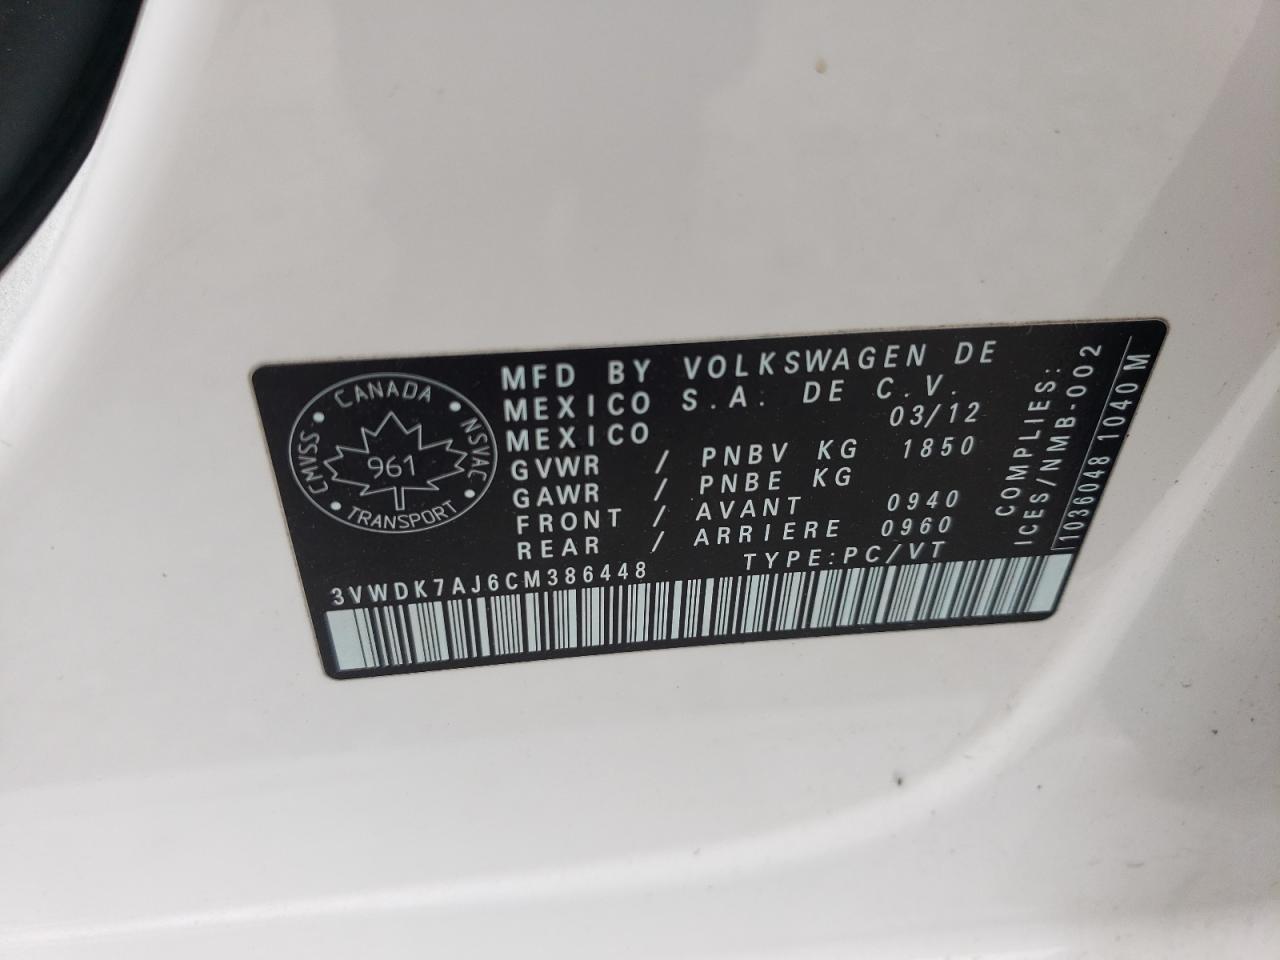 CANADA
NSVAC
961
CMVSS
TRANSPORT
MFD BY VOLKSWAGEN DE
MEXICO S.A. DE C.V.
MEXICO 03/12
GVWR / PNBV KG 1850
GAWR / PNBE KG
FRONT / AVANT 0940
REAR / ARRIERE 0960
3VWDK7AJ6CM386448 TYPE:PC/VT
COMPLIES:
ICES/NMB-002
1036048 1040 M